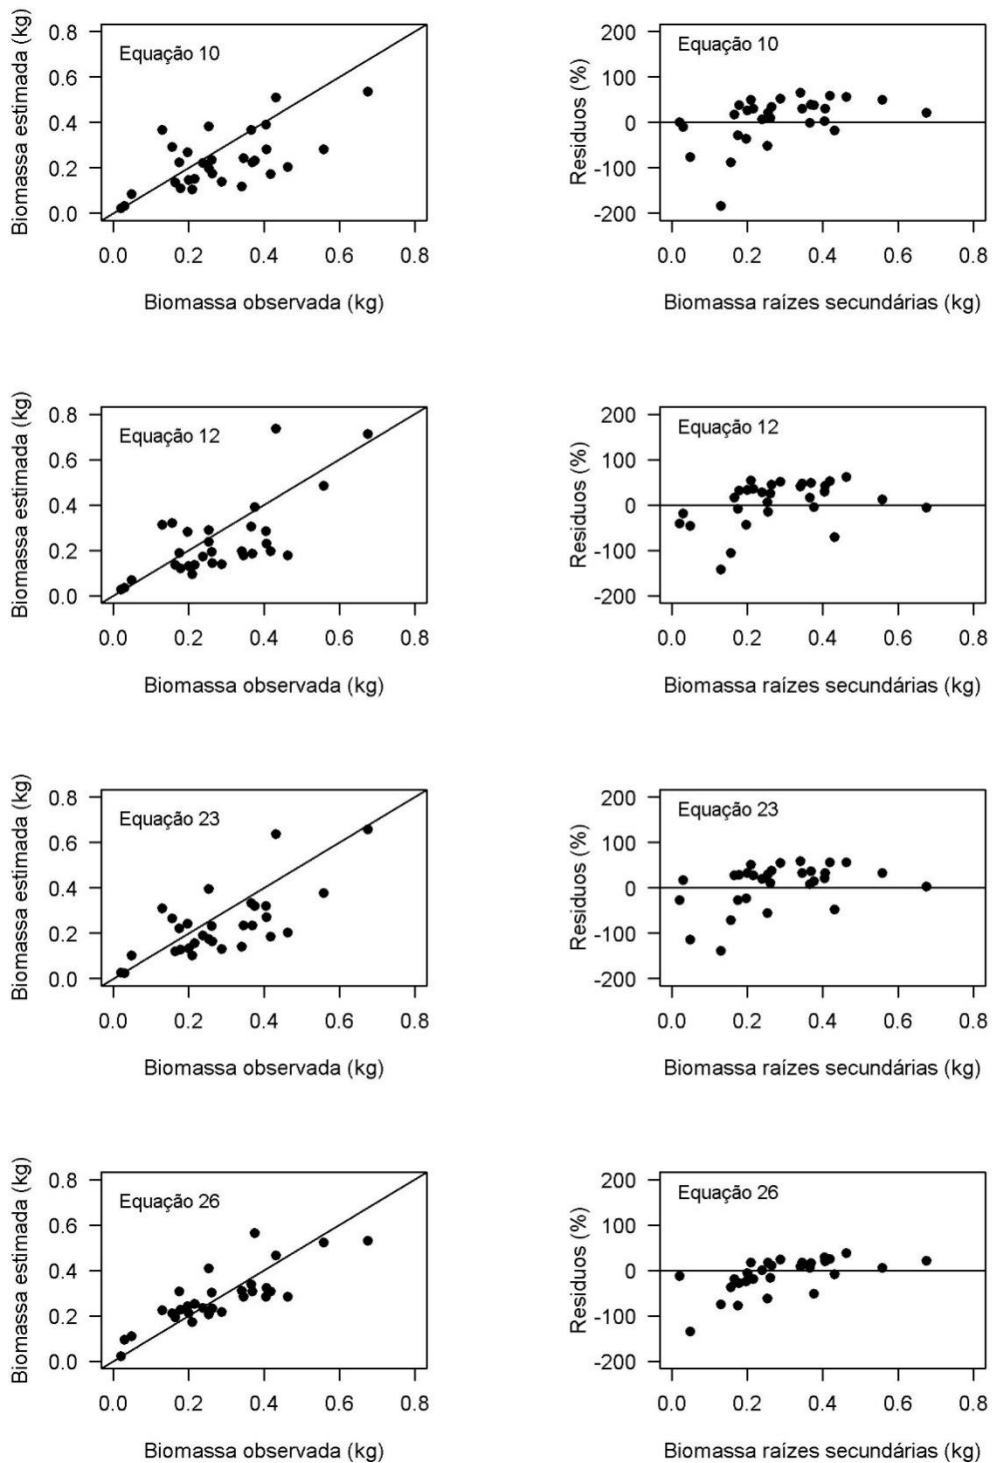 Biomassa estimada (kg)
0.8
0.6
0.4
0.2
0.0
Equação 10
0.0 0.2 0.4 0.6 0.8
Biomassa observada (kg)
Residuos (%)
200
100
0
-100
-200
Equação 10
0.0 0.2 0.4 0.6 0.8
Biomassa raízes secundárias (kg)
Biomassa estimada (kg)
0.8
0.6
0.4
0.2
0.0
Equação 12
0.0 0.2 0.4 0.6 0.8
Biomassa observada (kg)
Residuos (%)
200
100
0
-100
-200
Equação 12
0.0 0.2 0.4 0.6 0.8
Biomassa raízes secundárias (kg)
Biomassa estimada (kg)
0.8
0.6
0.4
0.2
0.0
Equação 23
0.0 0.2 0.4 0.6 0.8
Biomassa observada (kg)
Residuos (%)
200
100
0
-100
-200
Equação 23
0.0 0.2 0.4 0.6 0.8
Biomassa raízes secundárias (kg)
Biomassa estimada (kg)
0.8
0.6
0.4
0.2
0.0
Equação 26
0.0 0.2 0.4 0.6 0.8
Biomassa observada (kg)
Residuos (%)
200
100
0
-100
-200
Equação 26
0.0 0.2 0.4 0.6 0.8
Biomassa raízes secundárias (kg)